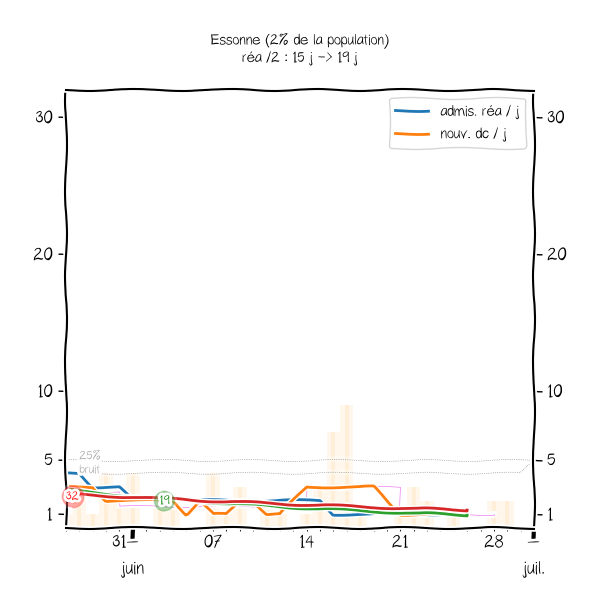 Essonne (2% de la population)
réa /2 : 15 j -> 19 j
admis. réa / j
nouv. dc / j
30
30
20
20
10
10
5
5
25%
bruit
32
19
1
1
31
07
14
21
28
juin
juil.